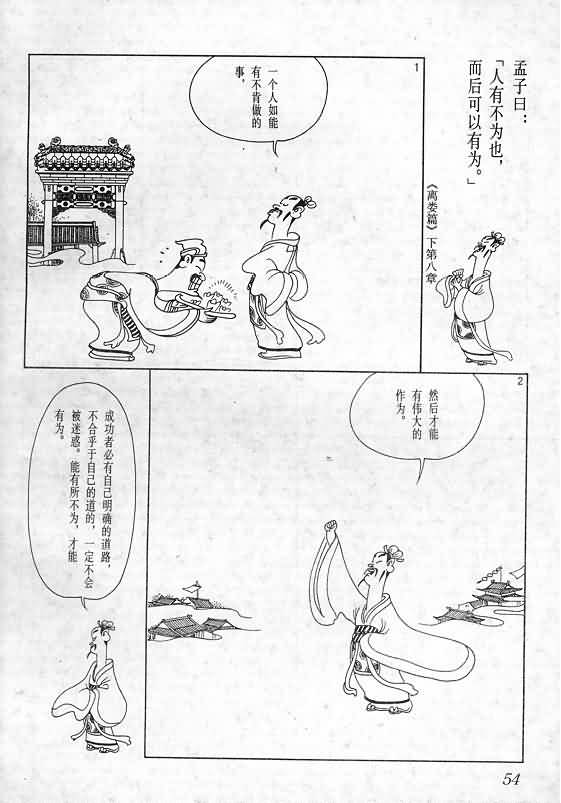 孟子曰：
「人有不为也，
而后可以有为。」
《离娄篇》下第八章
1
一个人如能
有不肯做的
事，
2
然后才能
有伟大的
作为。
成功者必有自己明确的道路，
不合乎于自己的道的，一定不会
被迷惑。能有所不为，才能
有为。
54